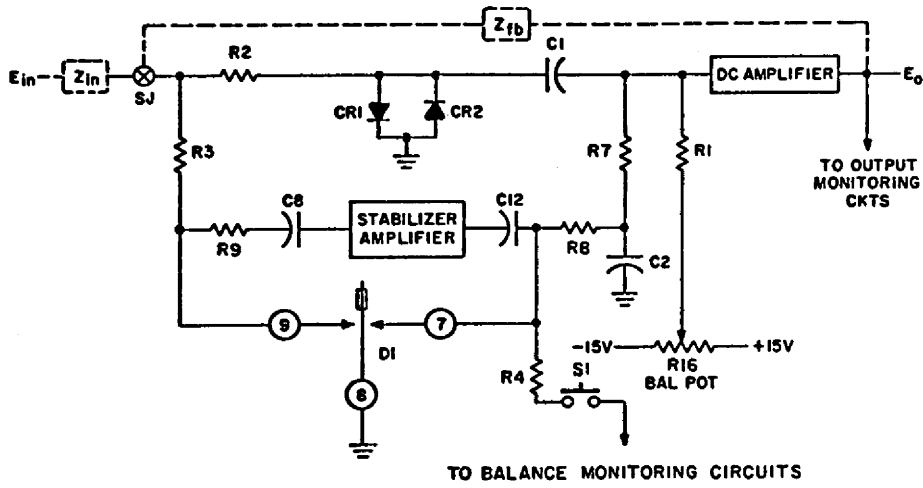 Zfb
C1
R2
Ein
Zin
SJ
DC AMPLIFIER
Eo
CR1
CR2
R3
R7
R1
TO OUTPUT
MONITORING
CKTS
C8
C12
STABILIZER
AMPLIFIER
R9
R8
C2
9
7
D1
-15V
+15V
R16
BAL POT
R4
S1
8
TO BALANCE MONITORING CIRCUITS